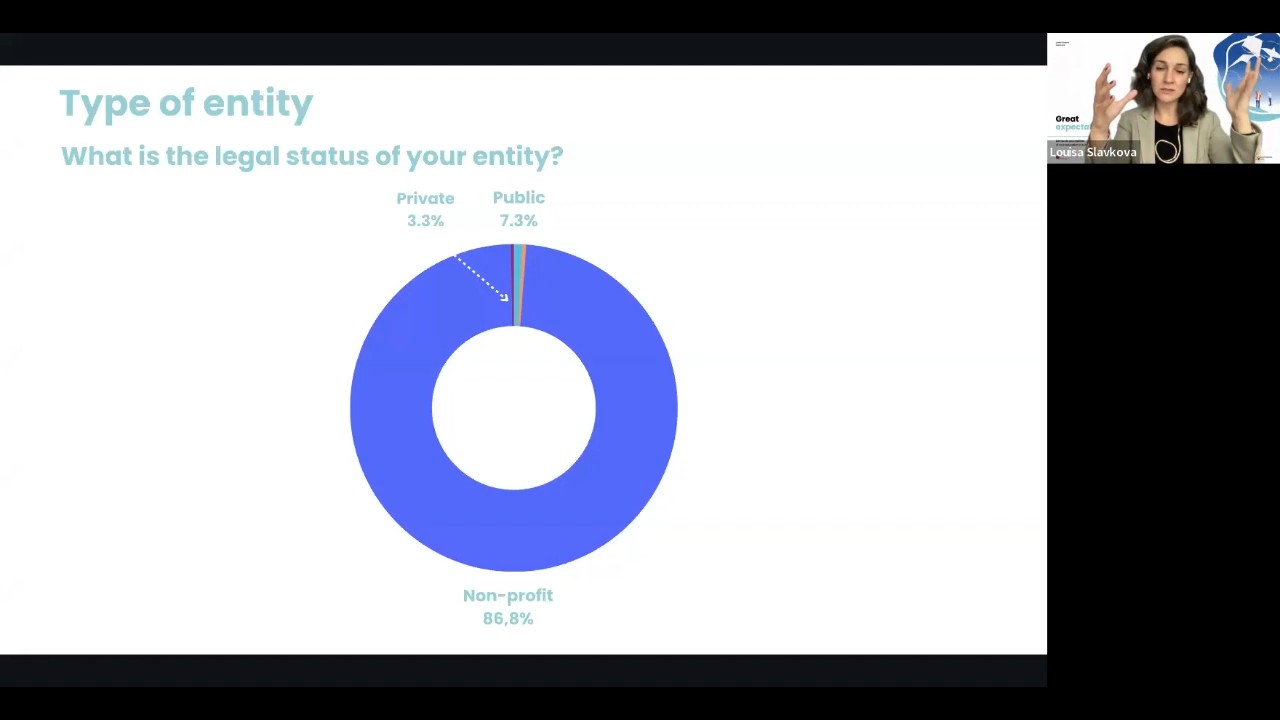 Type of entity
What is the legal status of your entity?
Private
3.3%
Public
7.3%
Non-profit
86,8%
Great
Louisa Slavkova